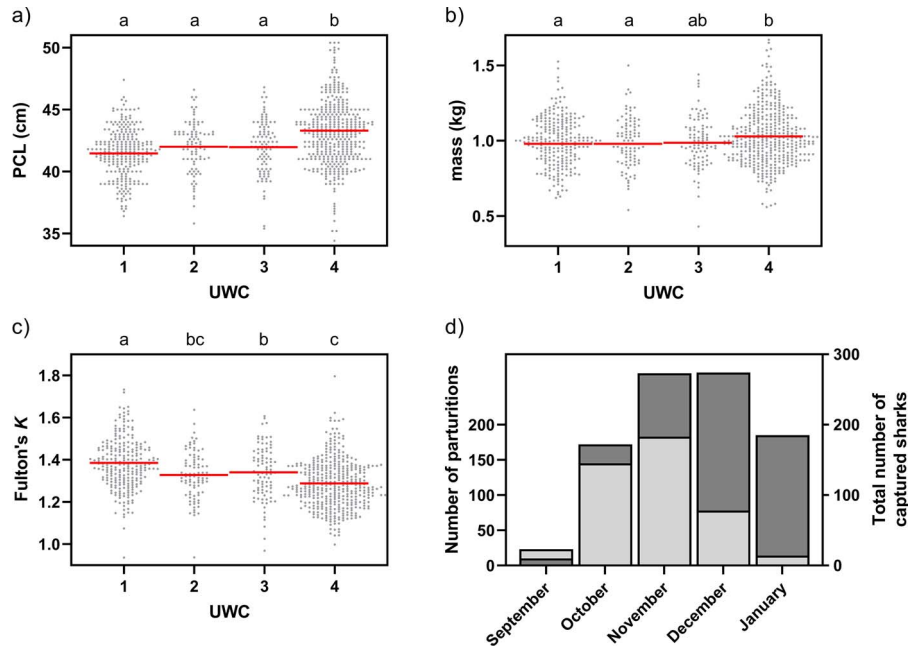 a)
a a a b
50
45
40
35
PCL (cm)
1 2 3 4
UWC
b)
a a ab b
1.5
1.0
0.5
mass (kg)
1 2 3 4
UWC
c)
a bc b c
1.8
1.6
1.4
1.2
1.0
Fulton's K
1 2 3 4
UWC
d)
200
150
100
50
0
Number of parturitions
300
200
100
0
Total number of
captured sharks
September
October
November
December
January